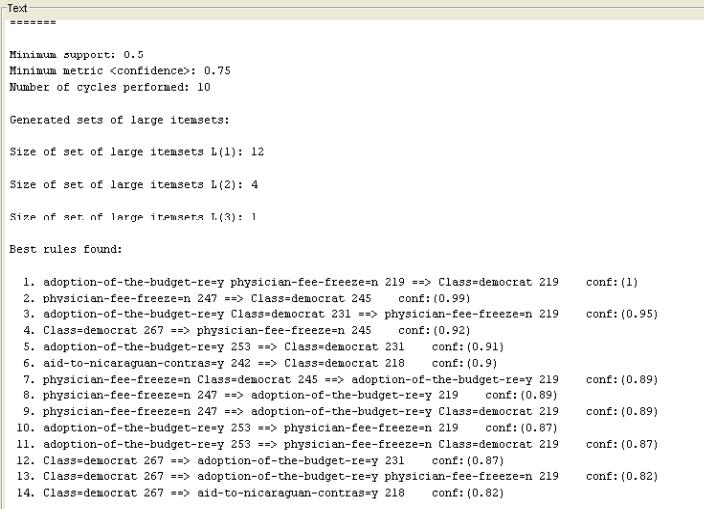 Text
=======
Minimum support: 0.5
Minimum metric <confidence>: 0.75
Number of cycles performed: 10
Generated sets of large itemsets:
Size of set of large itemsets L(1): 12
Size of set of large itemsets L(2): 4
Size of set of large itemsets L(3): 1
Best rules found:
1. adoption-of-the-budget-re=y physician-fee-freeze=n 219 ==> Class=democrat 219 conf:(1)
2. physician-fee-freeze=n 247 ==> Class=democrat 245 conf:(0.99)
3. adoption-of-the-budget-re=y Class=democrat 231 ==> physician-fee-freeze=n 219 conf:(0.95)
4. Class=democrat 267 ==> physician-fee-freeze=n 245 conf:(0.92)
5. adoption-of-the-budget-re=y 253 ==> Class=democrat 231 conf:(0.91)
6. aid-to-nicaraguan-contras=y 242 ==> Class=democrat 218 conf:(0.9)
7. physician-fee-freeze=n Class=democrat 245 ==> adoption-of-the-budget-re=y 219 conf:(0.89)
8. physician-fee-freeze=n 247 ==> adoption-of-the-budget-re=y 219 conf:(0.89)
9. physician-fee-freeze=n 247 ==> adoption-of-the-budget-re=y Class=democrat 219 conf:(0.89)
10. adoption-of-the-budget-re=y 253 ==> physician-fee-freeze=n 219 conf:(0.87)
11. adoption-of-the-budget-re=y 253 ==> physician-fee-freeze=n Class=democrat 219 conf:(0.87)
12. Class=democrat 267 ==> adoption-of-the-budget-re=y 231 conf:(0.87)
13. Class=democrat 267 ==> adoption-of-the-budget-re=y physician-fee-freeze=n 219 conf:(0.82)
14. Class=democrat 267 ==> aid-to-nicaraguan-contras=y 218 conf:(0.82)